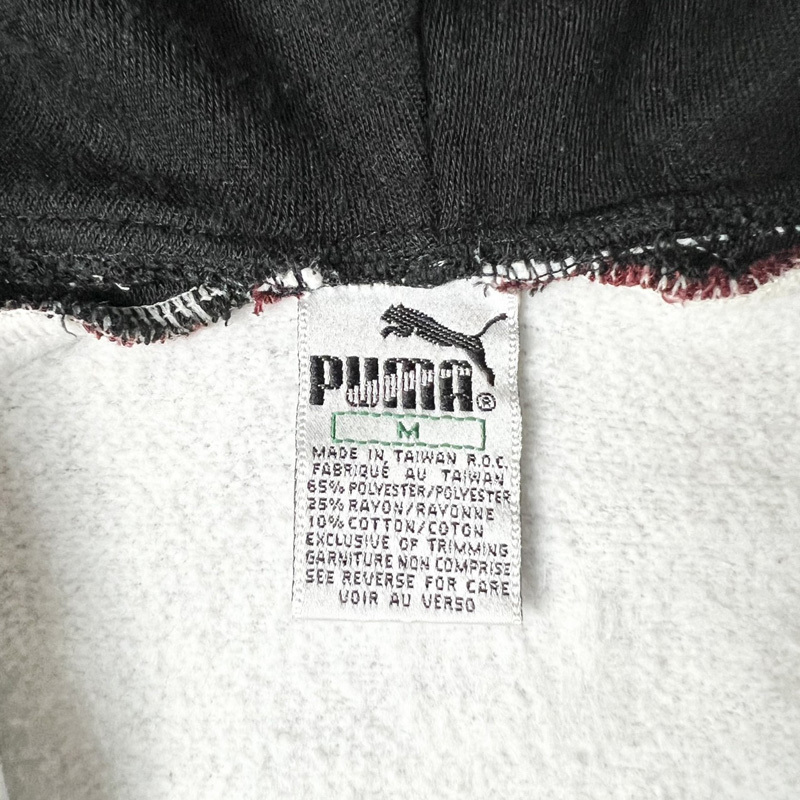 PUMA®
M
MADE IN TAIWAN R.O.C.
FABRIQUÉ AU TAIWAN
65% POLYESTER/POLYESTER
25% RAYON/RAYONNE
10% COTTON/COTON
EXCLUSIVE OF TRIMMING
GARNITURE NON COMPRISE
SEE REVERSE FOR CARE
VOIR AU VERSO